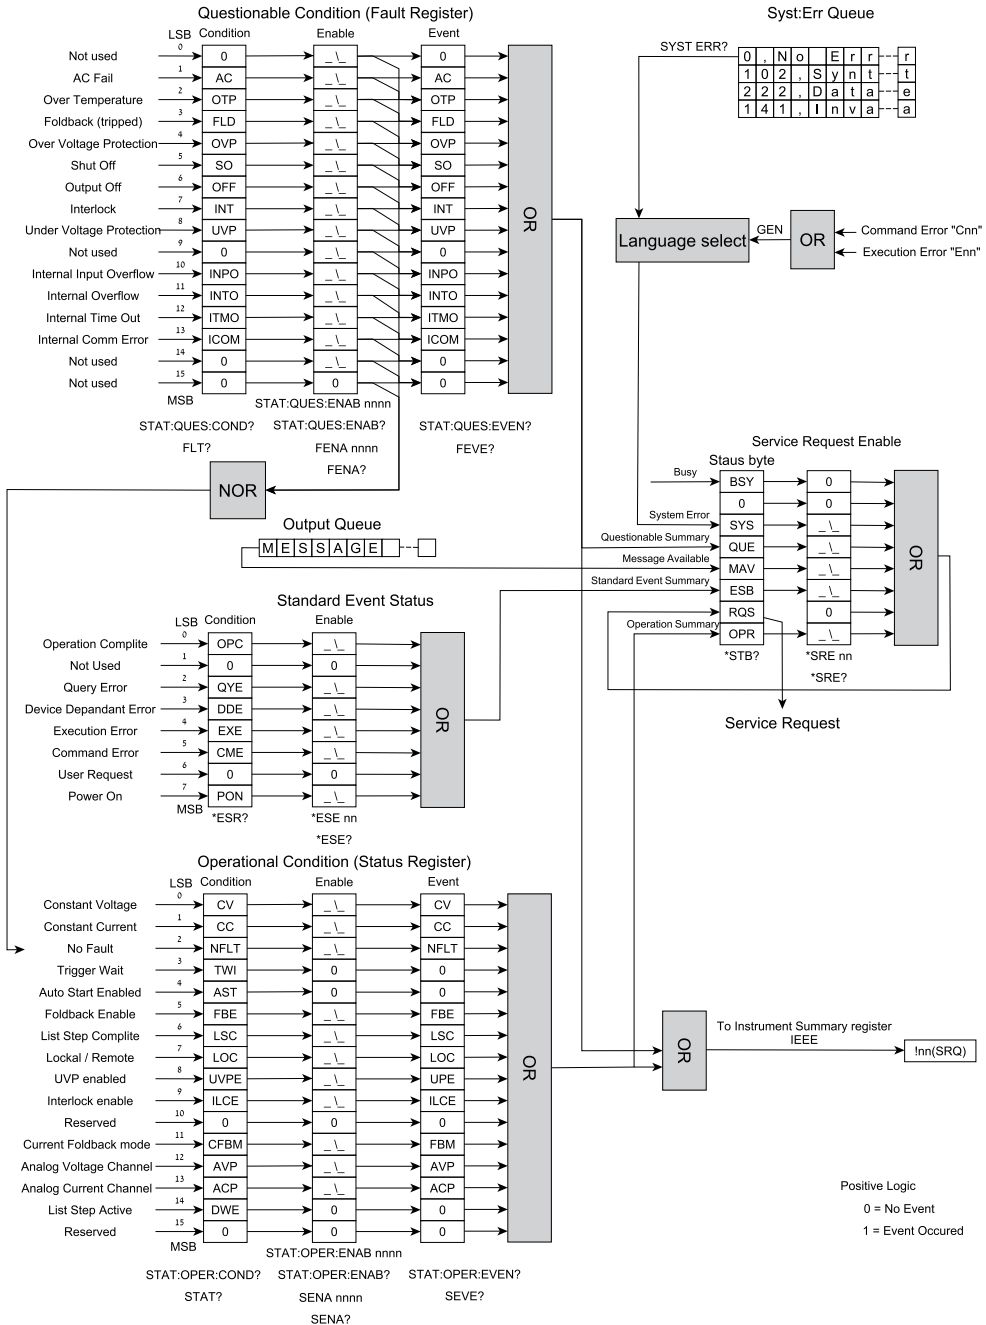 Questionable Condition (Fault Register)
LSB Condition Enable Event
Not used 0 0 _\_ 0
AC Fail 1 AC _\_ AC
Over Temperature 2 OTP _\_ OTP
Foldback (tripped) 3 FLD _\_ FLD
Over Voltage Protection 4 OVP _\_ OVP
Shut Off 5 SO _\_ SO
Output Off 6 OFF _\_ OFF
Interlock 7 INT _\_ INT
Under Voltage Protection 8 UVP _\_ UVP
Not used 9 0 _\_ 0
Internal Input Overflow 10 INPO _\_ INPO
Internal Overflow 11 INTO _\_ INTO
Internal Time Out 12 ITMO _\_ ITMO
Internal Comm Error 13 ICOM _\_ ICOM
Not used 14 0 _\_ 0
Not used 15 0 0 0
MSB
OR
STAT:QUES:ENAB nnnn
STAT:QUES:COND? STAT:QUES:ENAB? STAT:QUES:EVEN?
FLT? FENA nnnn FEVE?
FENA?
NOR
Syst:Err Queue
SYST ERR?
0 , N o E r r --- r
1 0 2 , S y n t --- t
2 2 2 , D a t a --- e
1 4 1 , I n v a --- a
Language select
GEN
OR
Command Error "Cnn"
Execution Error "Enn"
Output Queue
M E S S A G E
Service Request Enable
Staus byte
Busy BSY 0
0 0
System Error SYS _\_
Questionable Summary QUE _\_
Message Available MAV _\_
Standard Event Summary ESB _\_
RQS 0
Operation Summary OPR _\_
OR
*STB? *SRE nn
*SRE?
Service Request
Standard Event Status
LSB Condition Enable
Operation Complite 0 OPC _\_
Not Used 1 0 0
Query Error 2 QYE _\_
Device Dependant Error 3 DDE _\_
Execution Error 4 EXE _\_
Command Error 5 CME _\_
User Request 6 0 0
Power On 7 PON _\_
MSB
OR
*ESR? *ESE nn
*ESE?
Operational Condition (Status Register)
LSB Condition Enable Event
Constant Voltage 0 CV _\_ CV
Constant Current 1 CC _\_ CC
No Fault 2 NFLT _\_ NFLT
Trigger Wait 3 TWI 0 0
Auto Start Enabled 4 AST 0 0
Foldback Enable 5 FBE _\_ FBE
List Step Complite 6 LSC _\_ LSC
Lockal / Remote 7 LOC _\_ LOC
UVP enabled 8 UVPE _\_ UPE
Interlock enable 9 ILCE _\_ ILCE
Reserved 10 0 0 0
Current Foldback mode 11 CFBM _\_ FBM
Analog Voltage Channel 12 AVP _\_ AVP
Analog Current Channel 13 ACP _\_ ACP
List Step Active 14 DWE 0 0
Reserved 15 0 0 0
MSB
OR
STAT:OPER:ENAB nnnn
STAT:OPER:COND? STAT:OPER:ENAB? STAT:OPER:EVEN?
STAT? SENA nnnn SEVE?
SENA?
OR
To Instrument Summary register
IEEE
!nn(SRQ)
Positive Logic
0 = No Event
1 = Event Occured